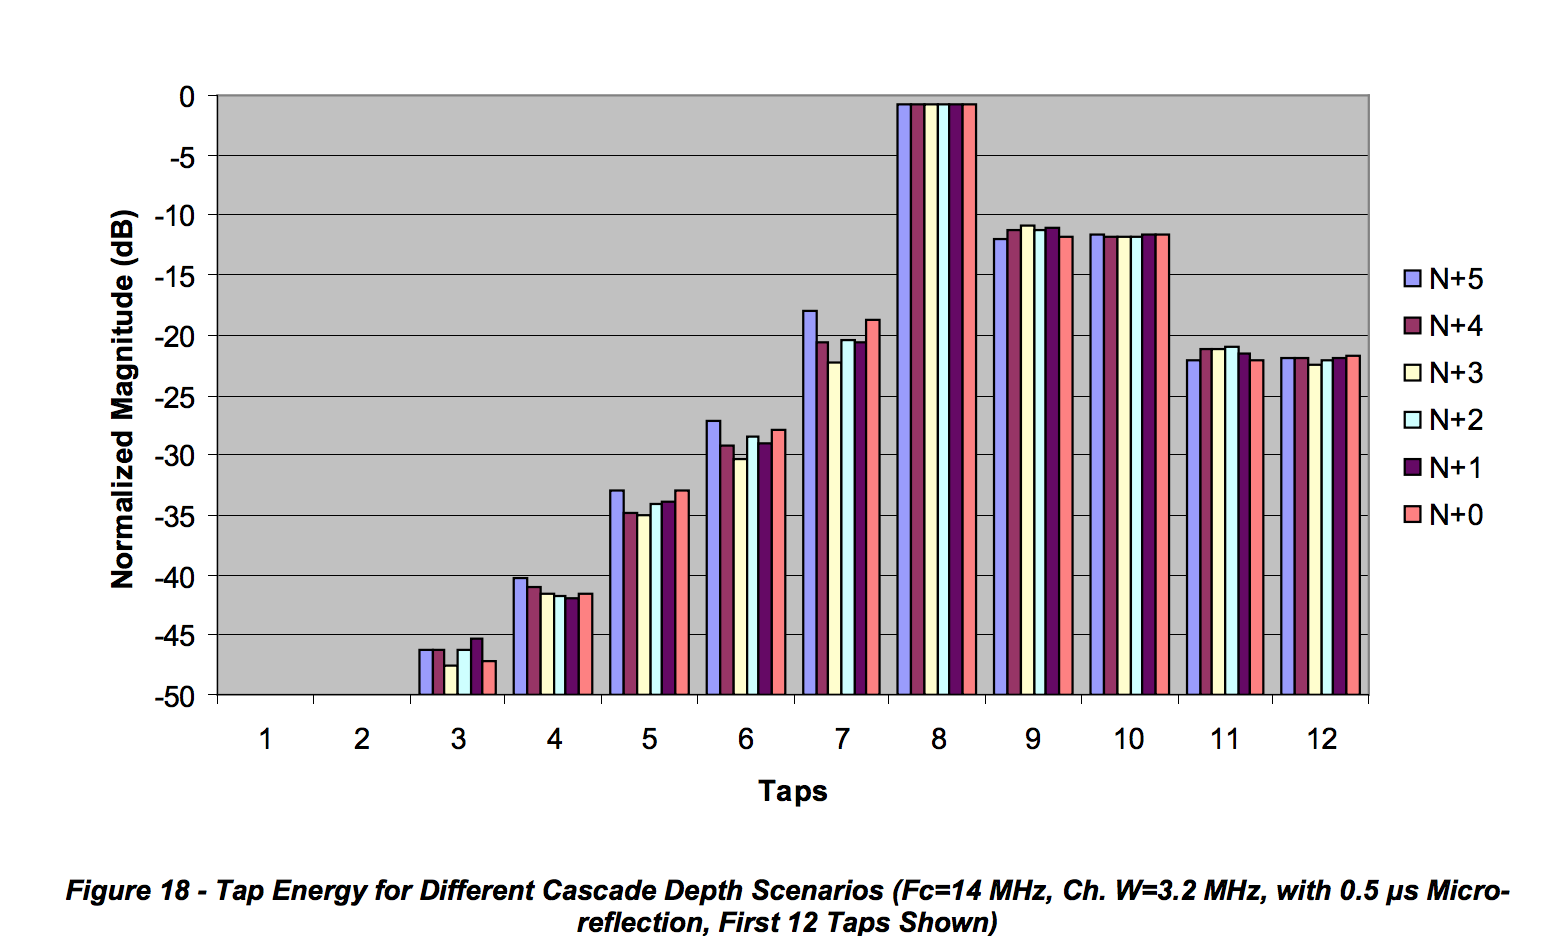 0
-5
-10
-15
-20
-25
-30
-35
-40
-45
-50
Normalized Magnitude (dB)
1 2 3 4 5 6 7 8 9 10 11 12
Taps
N+5
N+4
N+3
N+2
N+1
N+0
Figure 18 - Tap Energy for Different Cascade Depth Scenarios (Fc=14 MHz, Ch. W=3.2 MHz, with 0.5 µs Micro-
reflection, First 12 Taps Shown)